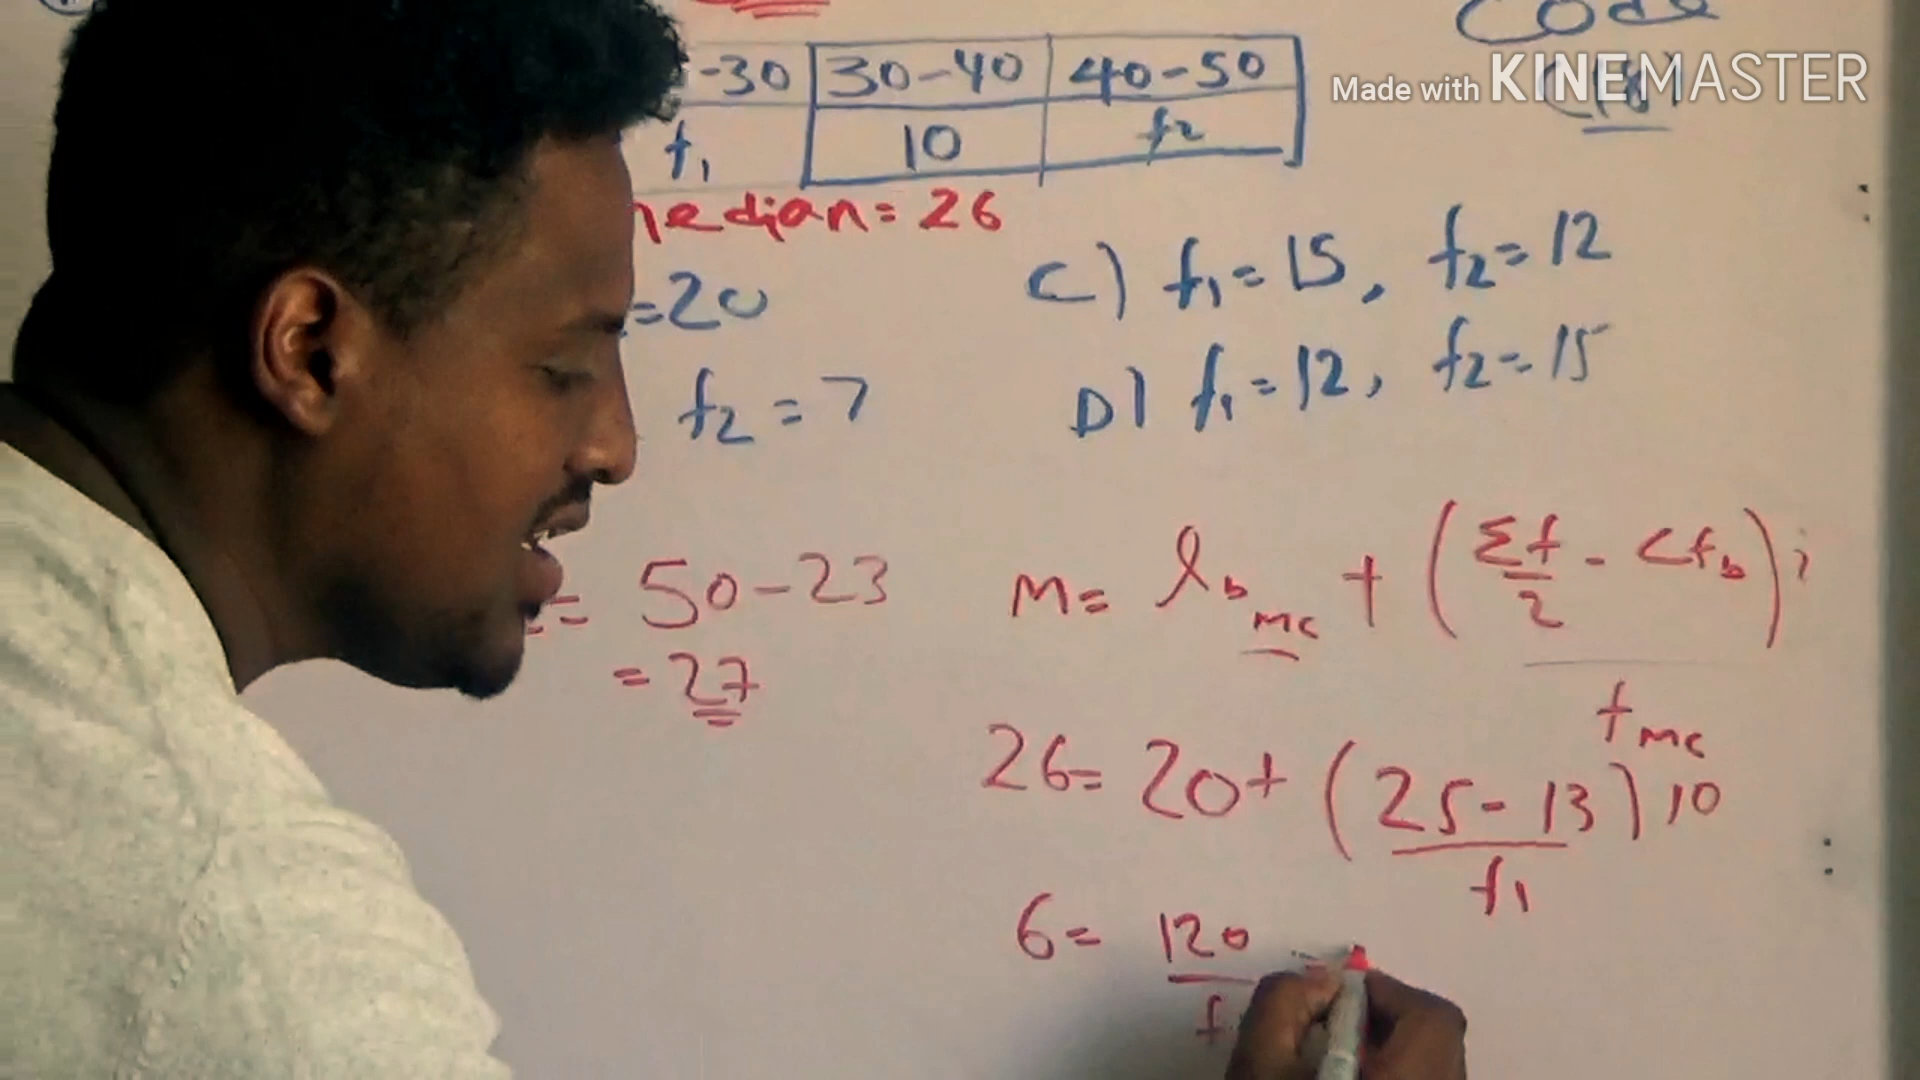 Code
Made with KINEMASTER
-30 30-40 40-50
f1 10 f2
median = 26
=20 C) f1 = 15, f2 = 12
f2 = 7 D) f1 = 12, f2 = 15
= 50 - 23
= 27
M = lb mc + (Σf/2 - Cfb) i
fmc
26 = 20 + (25 - 13) 10
f1
6 = 120
f